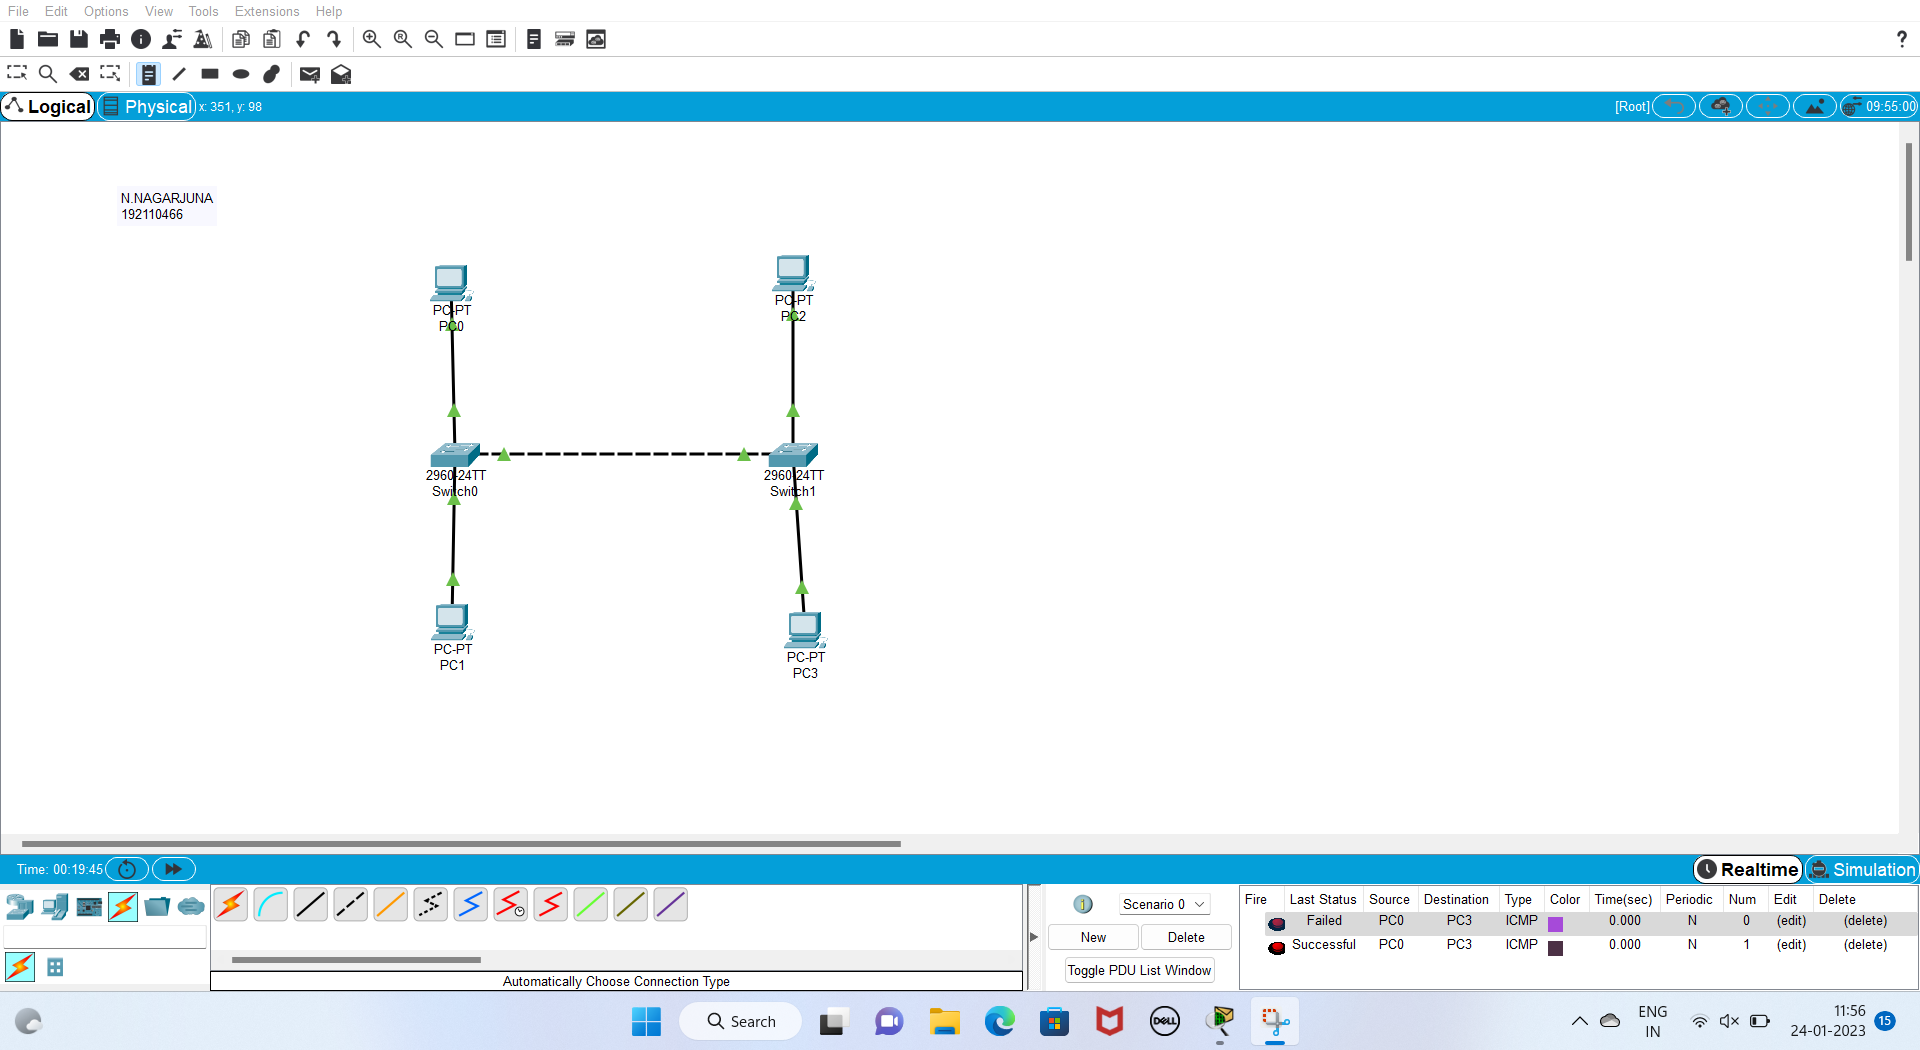 File Edit Options View Tools Extensions Help
?
Logical Physical x: 351, y: 98 [Root] 09:55:00
N.NAGARJUNA
192110466
PC-PT
PC0
PC-PT
PC2
2960-24TT
Switch0
2960-24TT
Switch1
PC-PT
PC1
PC-PT
PC3
Time: 00:19:45 Realtime Simulation
Scenario 0
New Delete
Toggle PDU List Window
Automatically Choose Connection Type
Fire Last Status Source Destination Type Color Time(sec) Periodic Num Edit Delete
Failed PC0 PC3 ICMP 0.000 N 0 (edit) (delete)
Successful PC0 PC3 ICMP 0.000 N 1 (edit) (delete)
Search
DELL
ENG
IN
11:56
24-01-2023
15